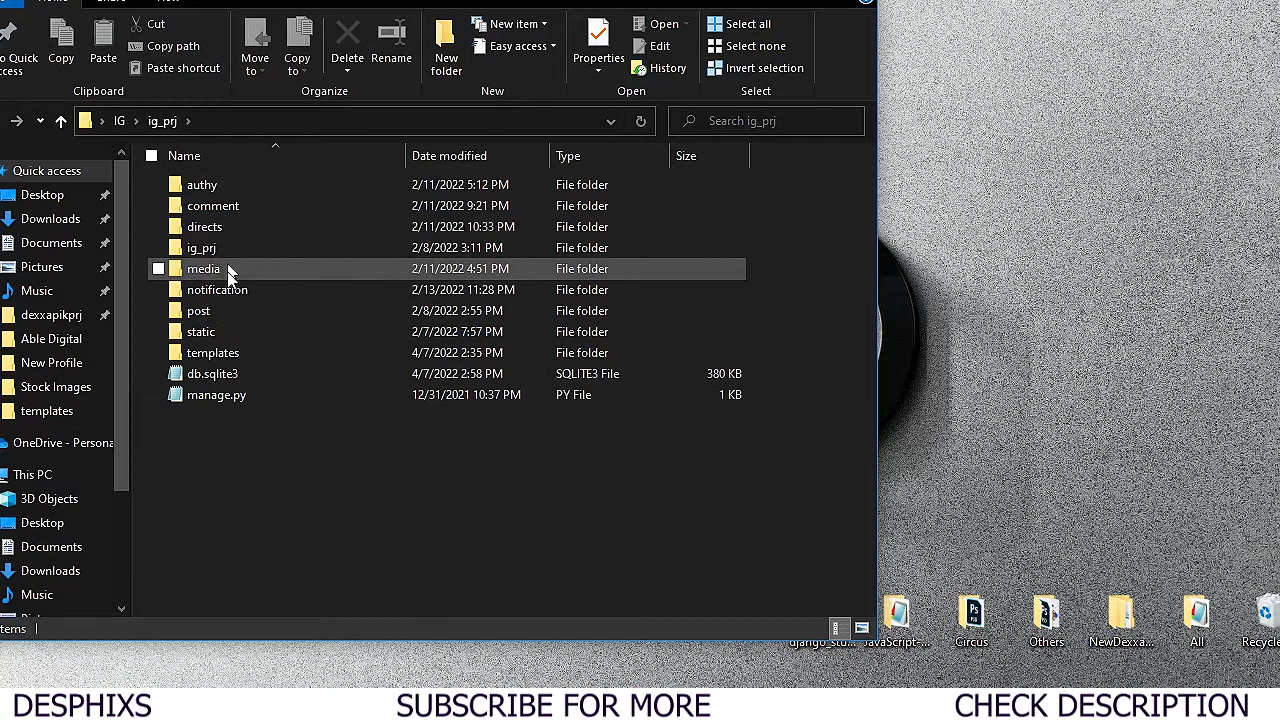 Cut
Copy path
Paste shortcut
Copy
Paste
Clipboard
Move to
Copy to
Delete
Rename
Organize
New folder
New item
Easy access
New
Properties
Open
Edit
History
Open
Select all
Select none
Invert selection
Select
IG
ig_prj
Search ig_prj
Name Date modified Type Size
Quick access
Desktop
Downloads
Documents
Pictures
Music
dexxapikprj
Able Digital
New Profile
Stock Images
templates
OneDrive - Persona
This PC
3D Objects
Desktop
Documents
Downloads
Music
authy 2/11/2022 5:12 PM File folder
comment 2/11/2022 9:21 PM File folder
directs 2/11/2022 10:33 PM File folder
ig_prj 2/8/2022 3:11 PM File folder
media 2/11/2022 4:51 PM File folder
notification 2/13/2022 11:28 PM File folder
post 2/8/2022 2:55 PM File folder
static 2/7/2022 7:57 PM File folder
templates 4/7/2022 2:35 PM File folder
db.sqlite3 4/7/2022 2:58 PM SQLITE3 File 380 KB
manage.py 12/31/2021 10:37 PM PY File 1 KB
JavaScript-...
Circus
Others
NewDexxa...
All
Recycle
DESPHIXS
SUBSCRIBE FOR MORE
CHECK DESCRIPTION